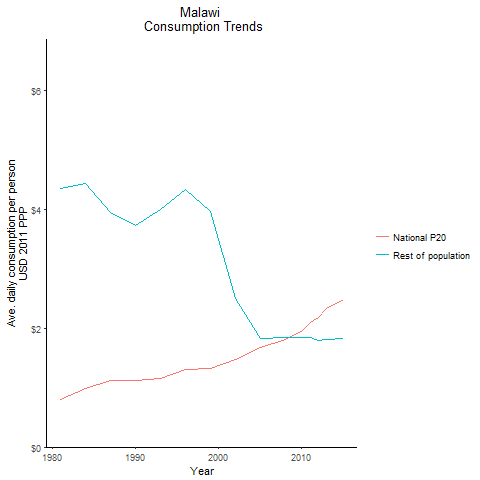 Malawi
Consumption Trends
Ave. daily consumption per person
USD 2011 PPP
$6
$4
$2
$0
1980
1990
2000
2010
Year
National P20
Rest of population